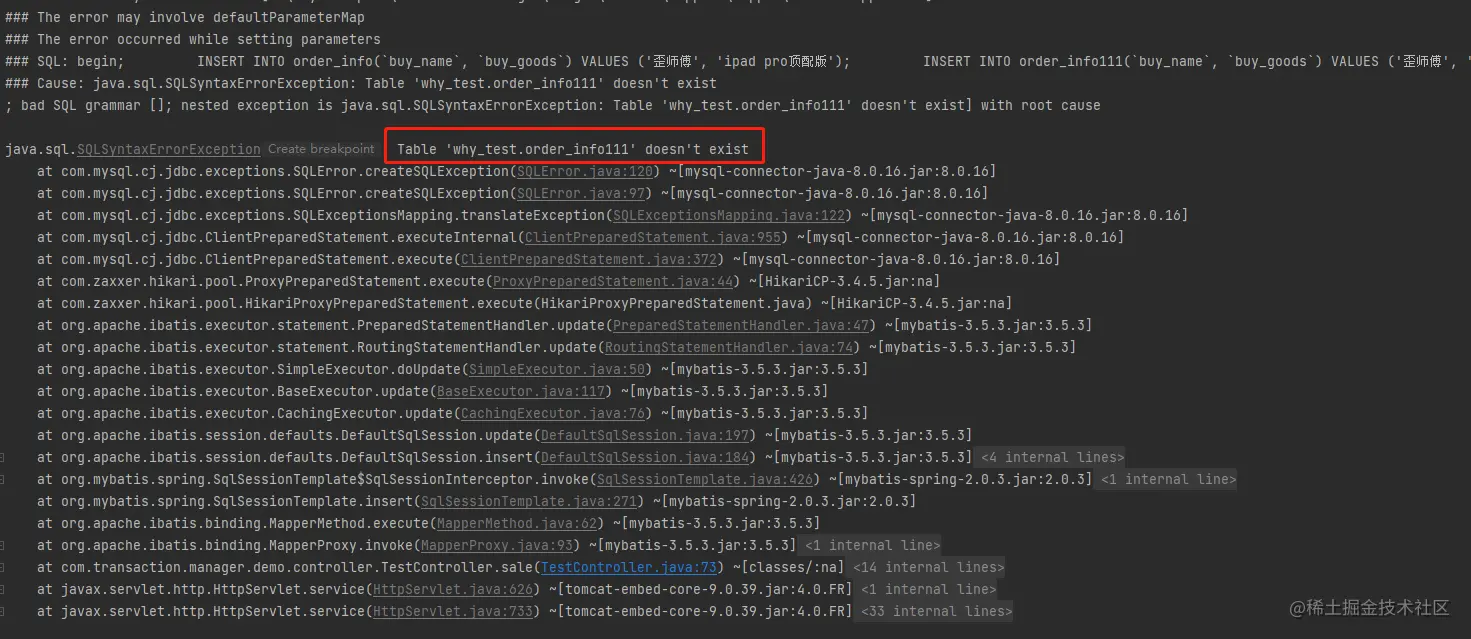 ### The error may involve defaultParameterMap
### The error occurred while setting parameters
### SQL: begin; INSERT INTO order_info(`buy_name`, `buy_goods`) VALUES ('歪师傅', 'ipad pro顶配版'); INSERT INTO order_info111(`buy_name`, `buy_goods`) VALUES ('歪师傅', '
### Cause: java.sql.SQLSyntaxErrorException: Table 'why_test.order_info111' doesn't exist
; bad SQL grammar []; nested exception is java.sql.SQLSyntaxErrorException: Table 'why_test.order_info111' doesn't exist] with root cause
java.sql.SQLSyntaxErrorException Create breakpoint Table 'why_test.order_info111' doesn't exist
at com.mysql.cj.jdbc.exceptions.SQLError.createSQLException(SQLError.java:120) ~[mysql-connector-java-8.0.16.jar:8.0.16]
at com.mysql.cj.jdbc.exceptions.SQLError.createSQLException(SQLError.java:97) ~[mysql-connector-java-8.0.16.jar:8.0.16]
at com.mysql.cj.jdbc.exceptions.SQLExceptionsMapping.translateException(SQLExceptionsMapping.java:122) ~[mysql-connector-java-8.0.16.jar:8.0.16]
at com.mysql.cj.jdbc.ClientPreparedStatement.executeInternal(ClientPreparedStatement.java:955) ~[mysql-connector-java-8.0.16.jar:8.0.16]
at com.mysql.cj.jdbc.ClientPreparedStatement.execute(ClientPreparedStatement.java:372) ~[mysql-connector-java-8.0.16.jar:8.0.16]
at com.zaxxer.hikari.pool.ProxyPreparedStatement.execute(ProxyPreparedStatement.java:44) ~[HikariCP-3.4.5.jar:na]
at com.zaxxer.hikari.pool.HikariProxyPreparedStatement.execute(HikariProxyPreparedStatement.java) ~[HikariCP-3.4.5.jar:na]
at org.apache.ibatis.executor.statement.PreparedStatementHandler.update(PreparedStatementHandler.java:47) ~[mybatis-3.5.3.jar:3.5.3]
at org.apache.ibatis.executor.statement.RoutingStatementHandler.update(RoutingStatementHandler.java:74) ~[mybatis-3.5.3.jar:3.5.3]
at org.apache.ibatis.executor.SimpleExecutor.doUpdate(SimpleExecutor.java:50) ~[mybatis-3.5.3.jar:3.5.3]
at org.apache.ibatis.executor.BaseExecutor.update(BaseExecutor.java:117) ~[mybatis-3.5.3.jar:3.5.3]
at org.apache.ibatis.executor.CachingExecutor.update(CachingExecutor.java:76) ~[mybatis-3.5.3.jar:3.5.3]
at org.apache.ibatis.session.defaults.DefaultSqlSession.update(DefaultSqlSession.java:197) ~[mybatis-3.5.3.jar:3.5.3]
at org.apache.ibatis.session.defaults.DefaultSqlSession.insert(DefaultSqlSession.java:184) ~[mybatis-3.5.3.jar:3.5.3] <4 internal lines>
at org.mybatis.spring.SqlSessionTemplate$SqlSessionInterceptor.invoke(SqlSessionTemplate.java:426) ~[mybatis-spring-2.0.3.jar:2.0.3] <1 internal line>
at org.mybatis.spring.SqlSessionTemplate.insert(SqlSessionTemplate.java:271) ~[mybatis-spring-2.0.3.jar:2.0.3]
at org.apache.ibatis.binding.MapperMethod.execute(MapperMethod.java:62) ~[mybatis-3.5.3.jar:3.5.3]
at org.apache.ibatis.binding.MapperProxy.invoke(MapperProxy.java:93) ~[mybatis-3.5.3.jar:3.5.3] <1 internal line>
at com.transaction.manager.demo.controller.TestController.sale(TestController.java:73) ~[classes/:na] <14 internal lines>
at javax.servlet.http.HttpServlet.service(HttpServlet.java:626) ~[tomcat-embed-core-9.0.39.jar:4.0.FR] <1 internal line>
at javax.servlet.http.HttpServlet.service(HttpServlet.java:733) ~[tomcat-embed-core-9.0.39.jar:4.0.FR] <33 internal lines>
@稀土掘金技术社区